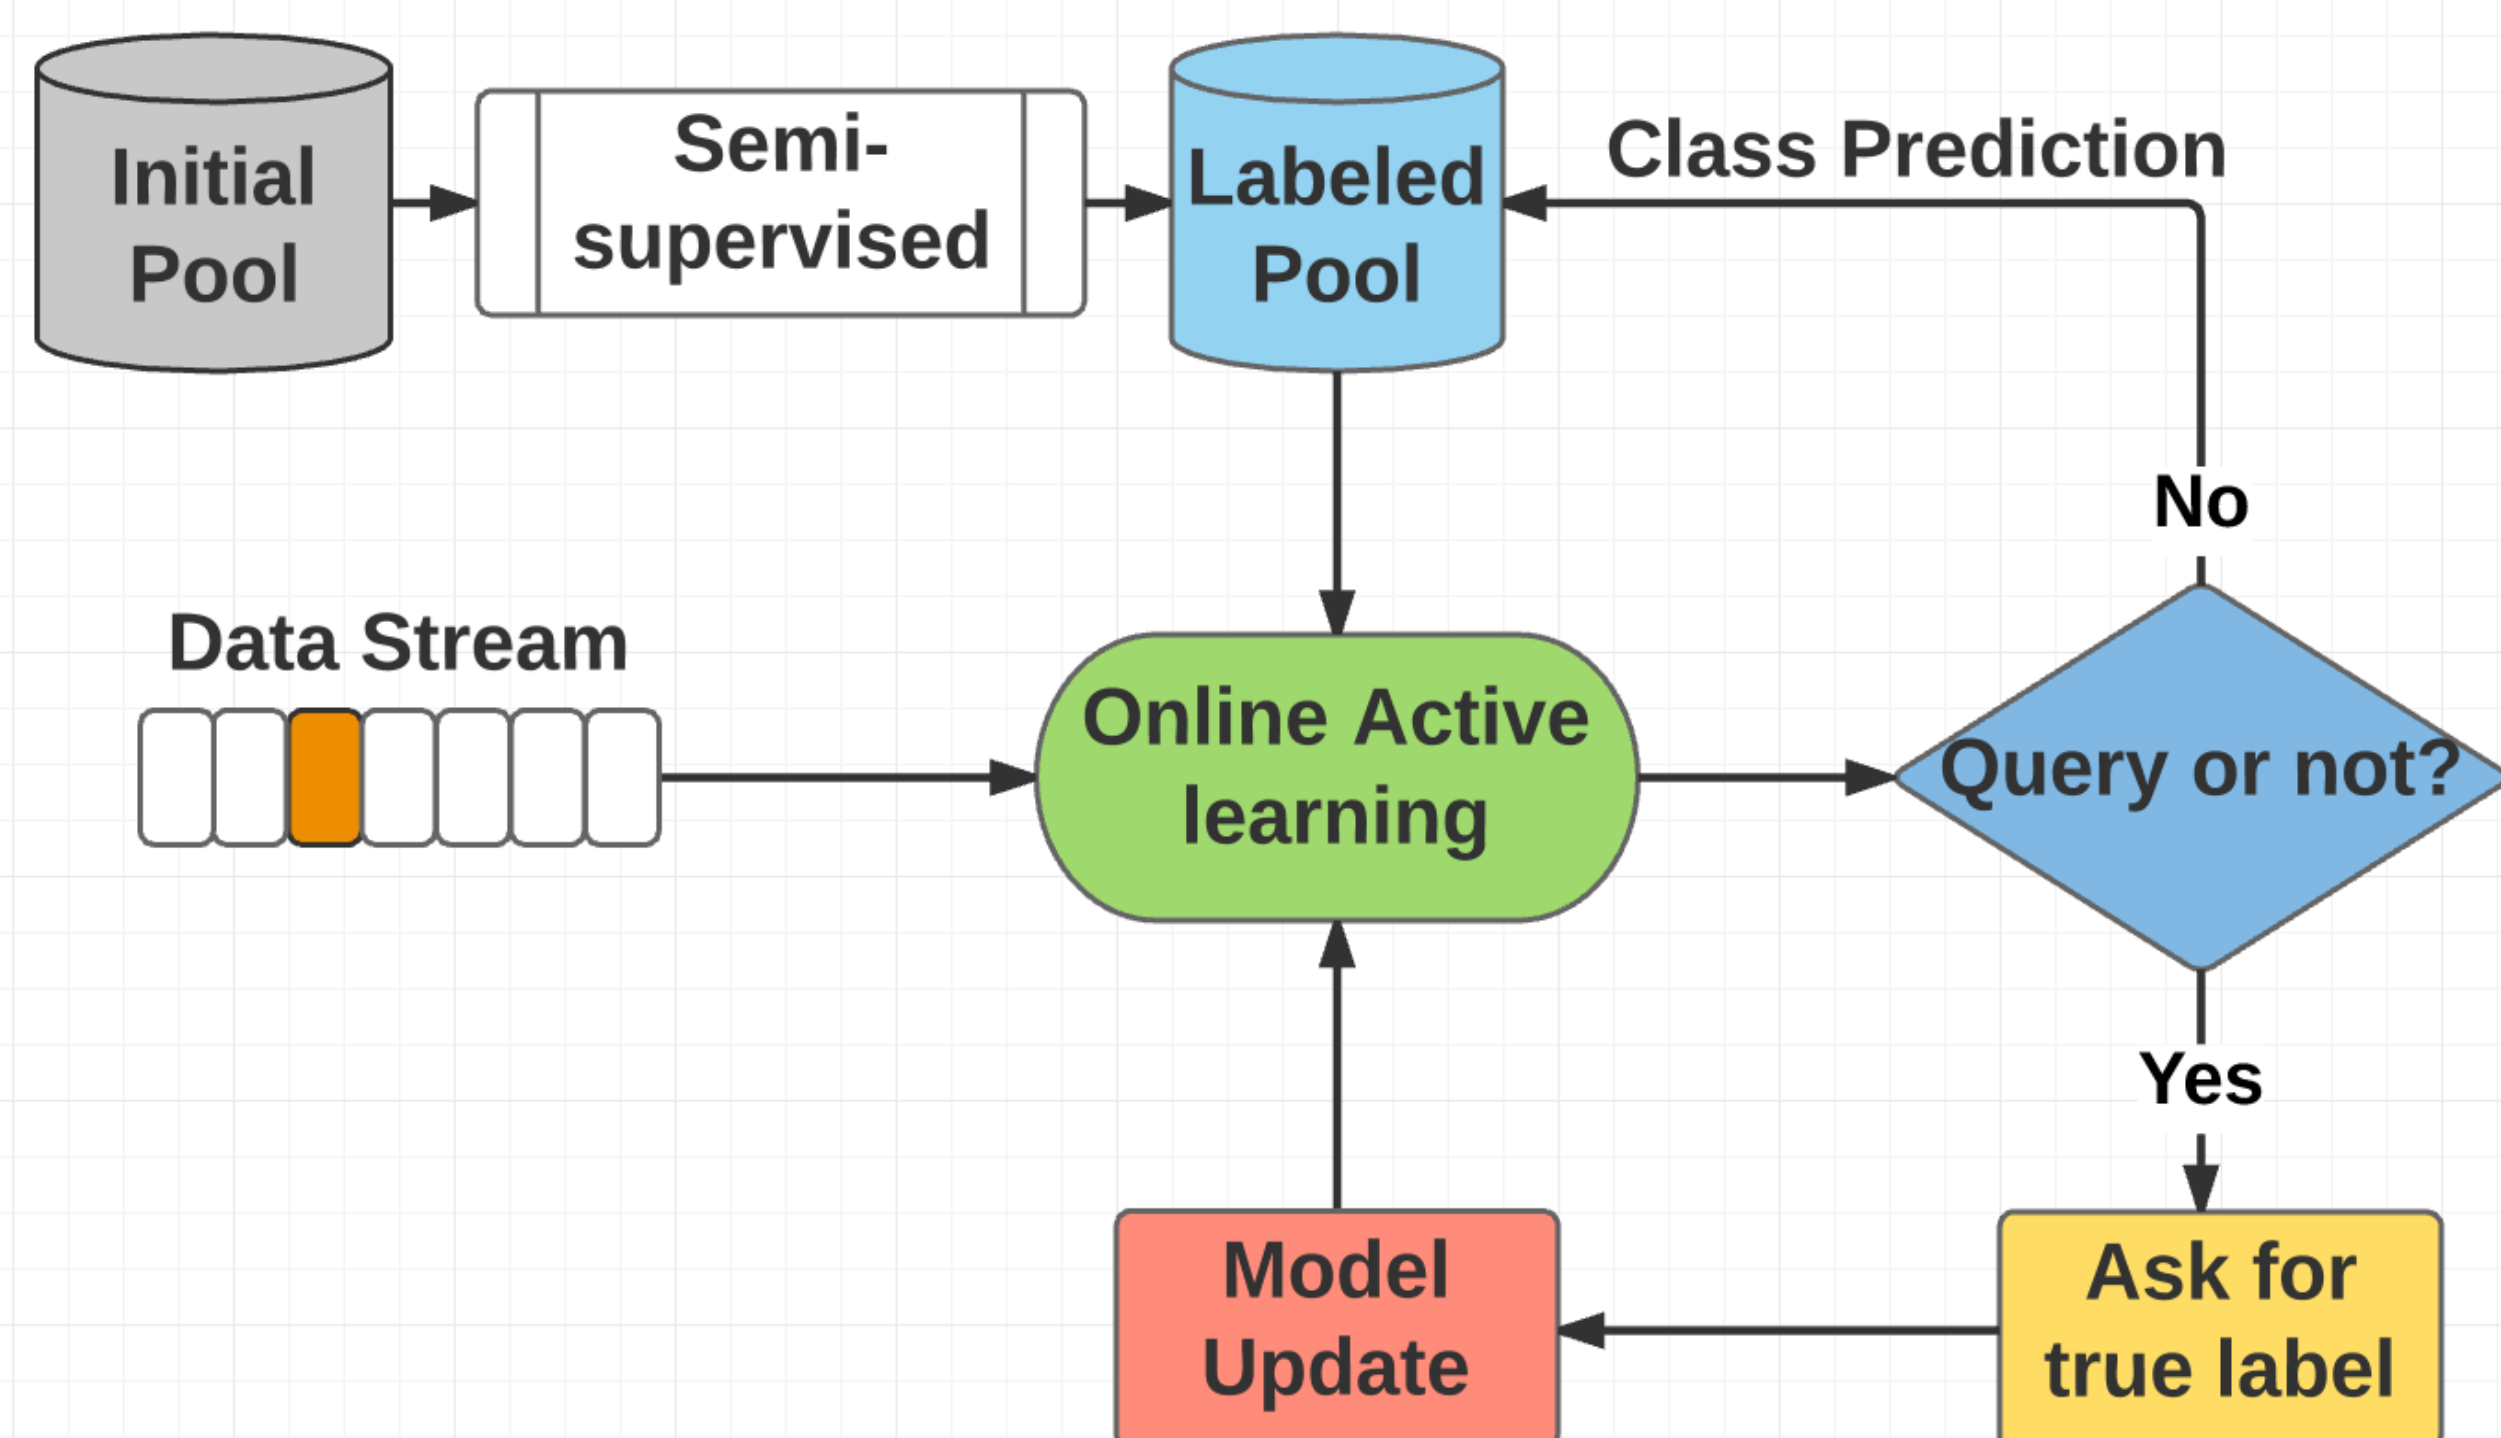 Initial
Pool
Semi-
supervised
Labeled
Pool
Class Prediction
No
Data Stream
Online Active
learning
Query or not?
Yes
Model
Update
Ask for
true label